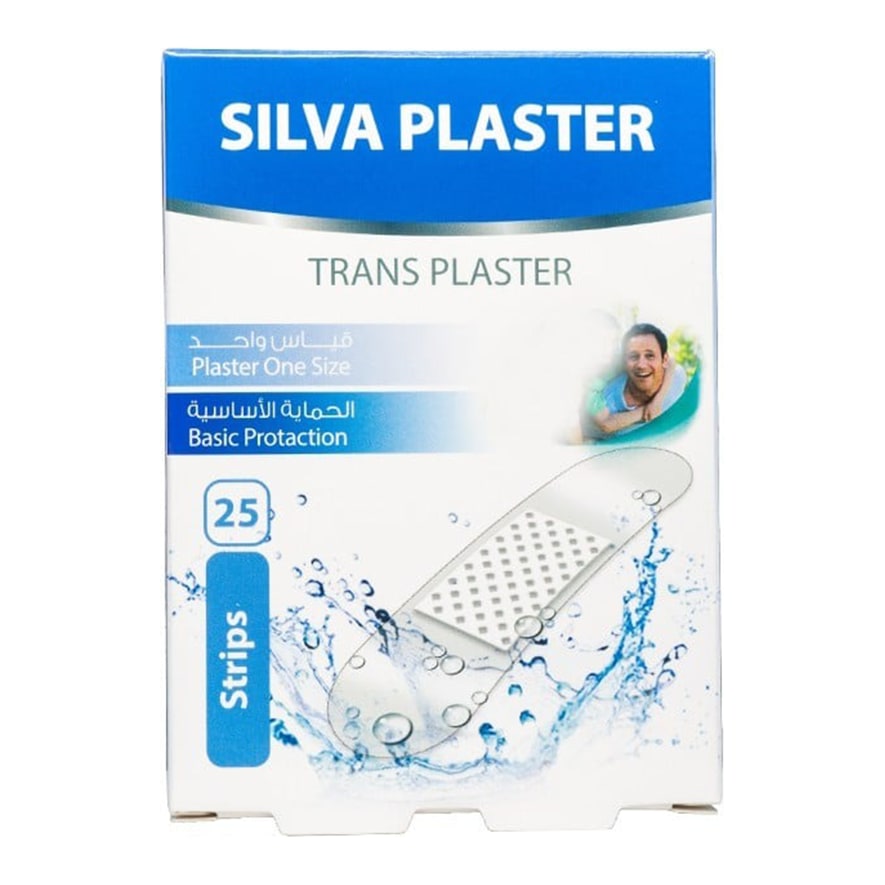 SILVA PLASTER
TRANS PLASTER
قياس واحد
Plaster One Size
الحماية الأساسية
Basic Protaction
25
Strips